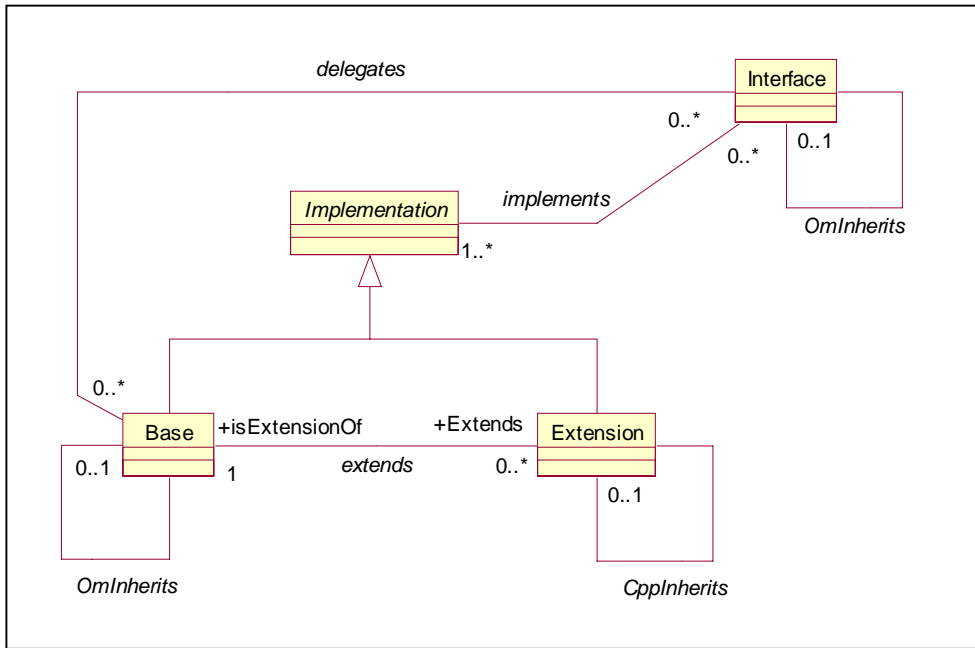 delegates
Interface
0..*
0..*
0..1
implements
Implementation
OmInherits
1..*
0..*
Base
+isExtensionOf
+Extends
Extension
0..1
1
extends
0..*
0..1
OmInherits
CppInherits